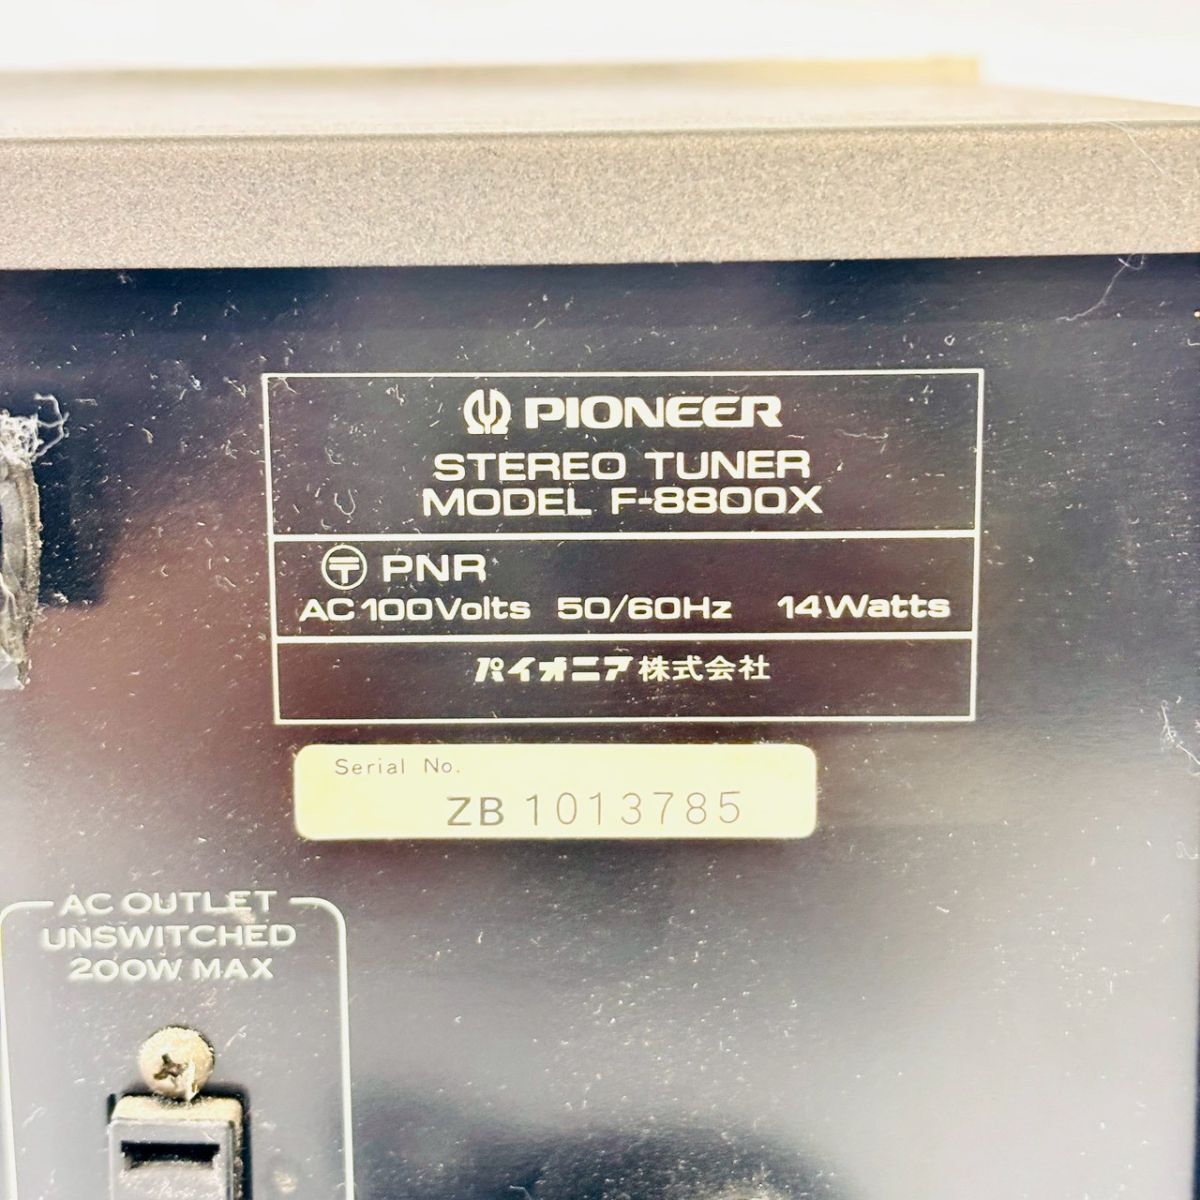 PIONEER
STEREO TUNER
MODEL F-8800X
〶 PNR
AC 100Volts 50/60Hz 14Watts
パイオニア株式会社
Serial No.
ZB 1013785
AC OUTLET
UNSWITCHED
200W MAX